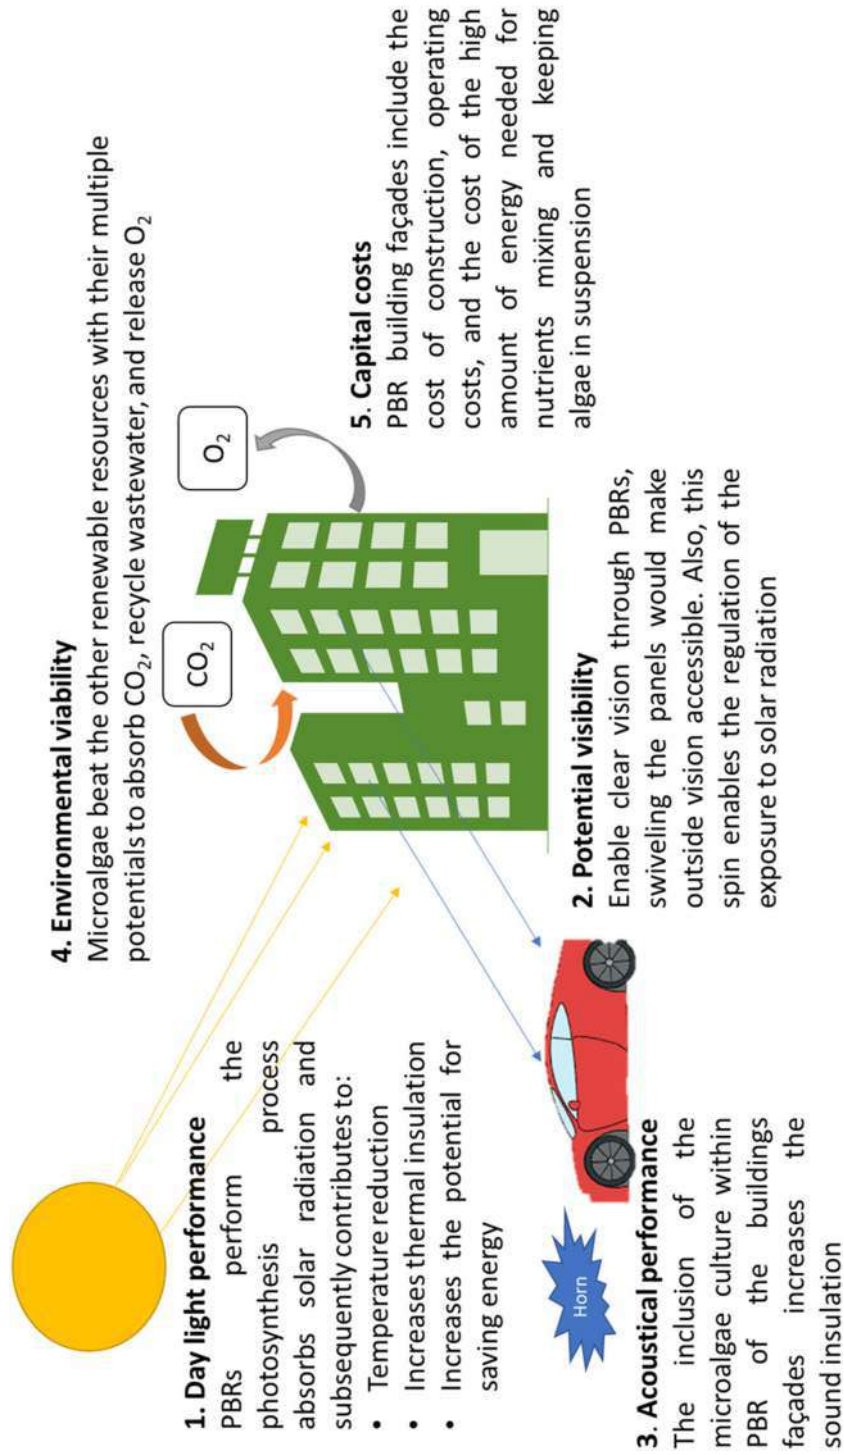 4. Environmental viability
Microalgae beat the other renewable resources with their multiple
potentials to absorb CO₂, recycle wastewater, and release O₂
1. Day light performance
PBRs perform the
photosynthesis process
absorbs solar radiation and
subsequently contributes to:
• Temperature reduction
• Increases thermal insulation
• Increases the potential for
saving energy
CO₂
O₂
5. Capital costs
PBR building façades include the
cost of construction, operating
costs, and the cost of the high
amount of energy needed for
nutrients mixing and keeping
algae in suspension
Horn
3. Acoustical performance
The inclusion of the
microalgae culture within
PBR of the buildings
façades increases the
sound insulation
2. Potential visibility
Enable clear vision through PBRs,
swiveling the panels would make
outside vision accessible. Also, this
spin enables the regulation of the
exposure to solar radiation